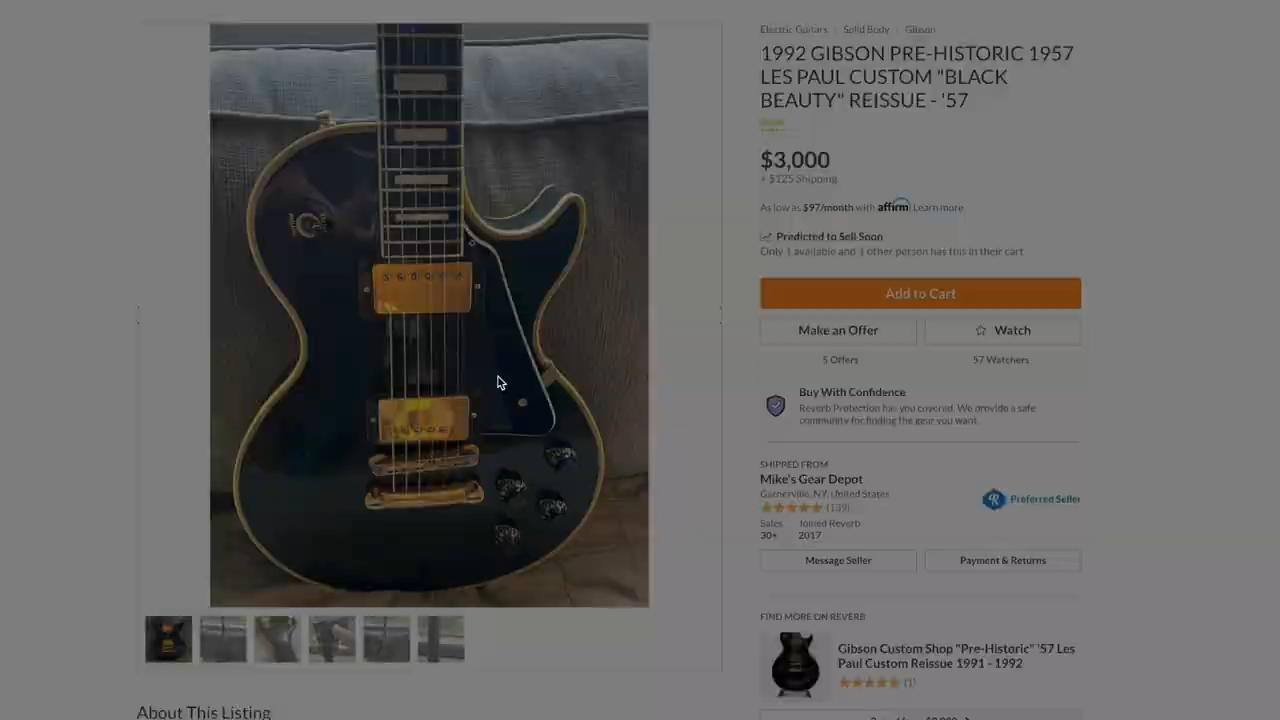 Electric Guitars Solid Body Gibson
1992 GIBSON PRE-HISTORIC 1957
LES PAUL CUSTOM "BLACK
BEAUTY" REISSUE - '57
$3,000
+ $125 Shipping
As low as $97/month with affirm Learn more
Predicted to Sell Soon
Only 1 available and 1 other person has this in their cart
Add to Cart
Make an Offer
Watch
5 Offers
57 Watchers
Buy With Confidence
Reverb Protection has you covered. We provide a safe
community for finding the gear you want.
SHIPPED FROM
Mike's Gear Depot
Garnerville, NY, United States
(139)
Preferred Seller
Sales Joined Reverb
30+ 2017
Message Seller
Payment & Returns
FIND MORE ON REVERB
Gibson Custom Shop "Pre-Historic" '57 Les
Paul Custom Reissue 1991 - 1992
(1)
About This Listing